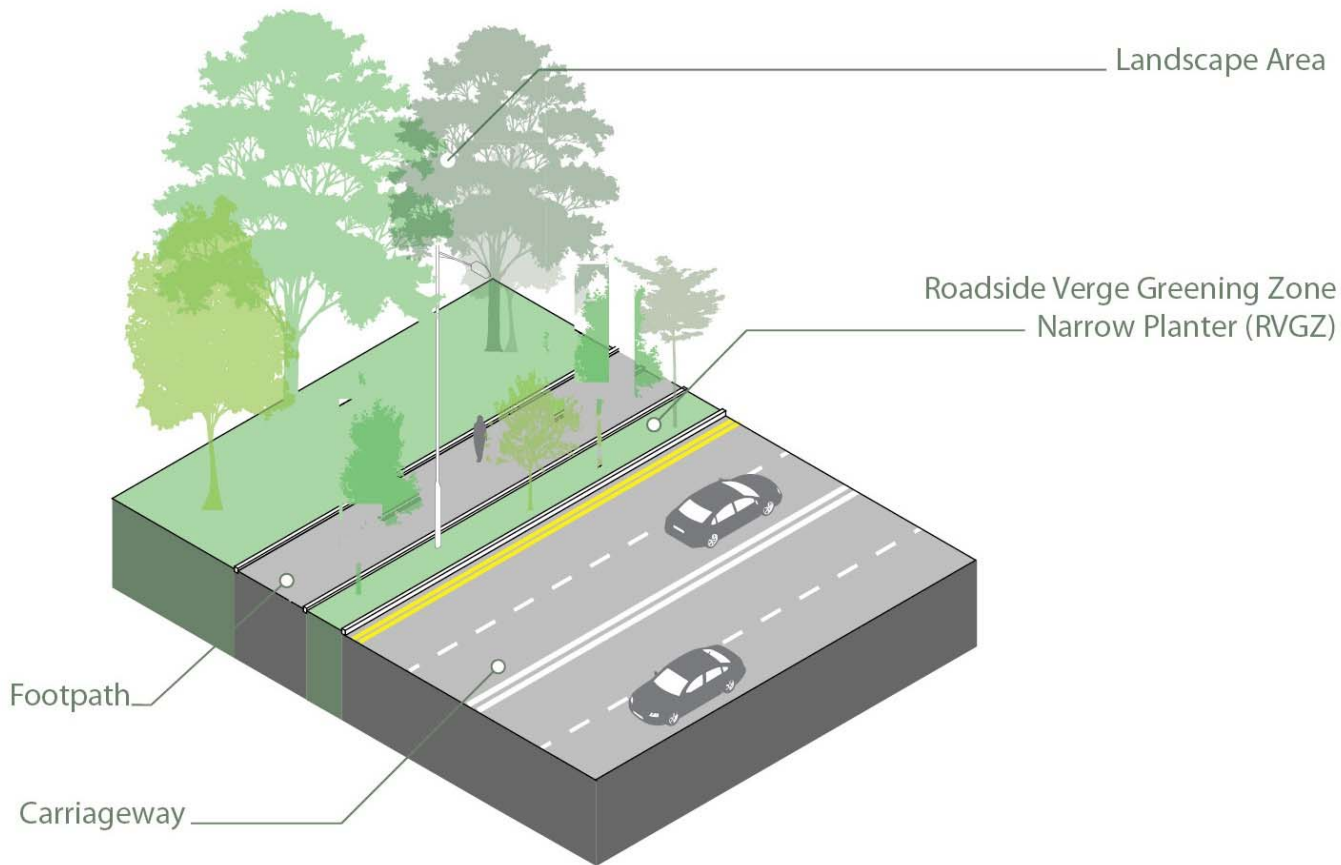 Landscape Area
Roadside Verge Greening Zone
Narrow Planter (RVGZ)
Footpath
Carriageway